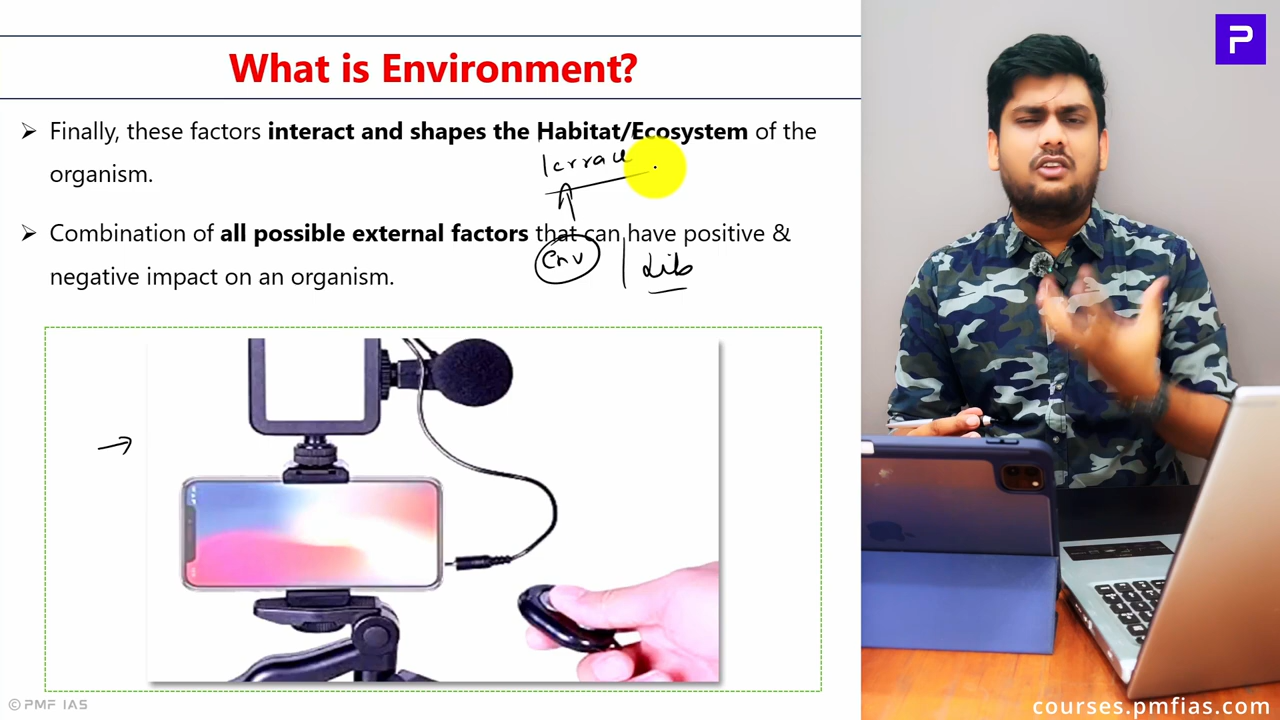 P
What is Environment?
➢ Finally, these factors interact and shapes the Habitat/Ecosystem of the
organism.
➢ Combination of all possible external factors that can have positive &
negative impact on an organism.
env
Lib
© PMF IAS
courses.pmfias.com